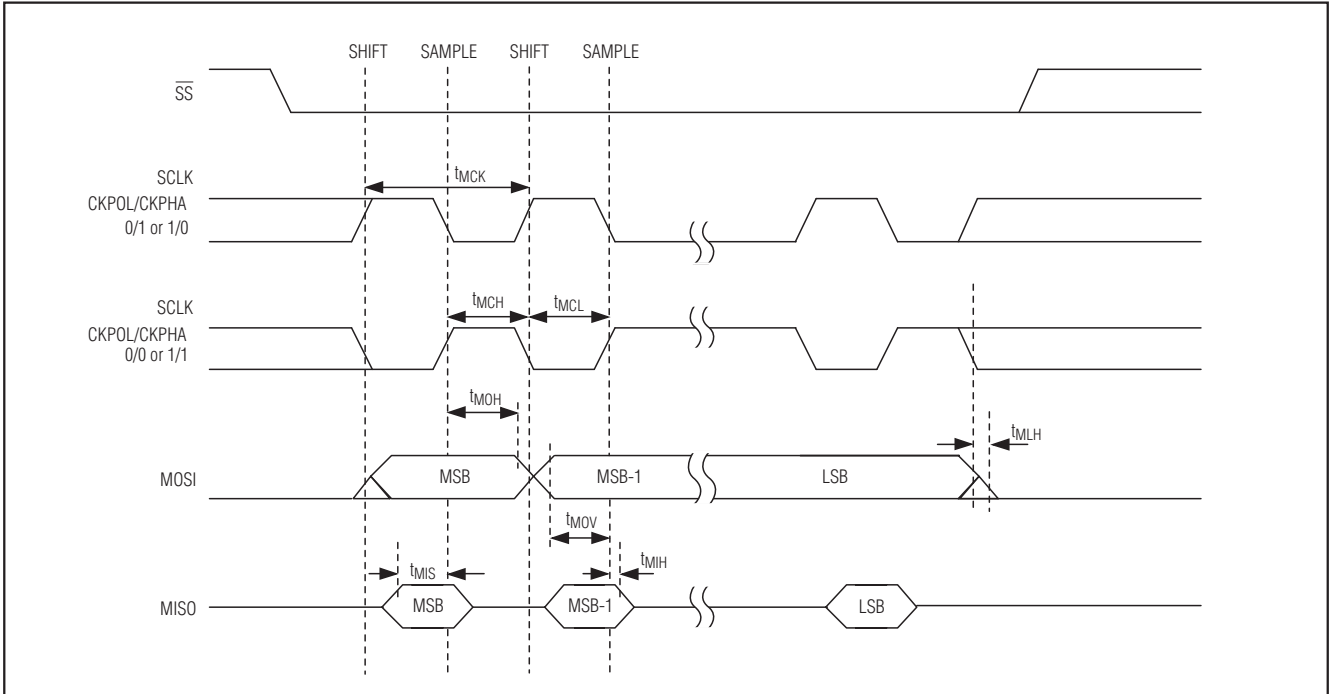 SHIFT SAMPLE SHIFT SAMPLE
SS
SCLK
CKPOL/CKPHA
0/1 or 1/0
tMCK
SCLK
CKPOL/CKPHA
0/0 or 1/1
tMCH tMCL
tMOH
tMLH
MOSI MSB MSB-1 LSB
tMOV
tMIS tMIH
MISO MSB MSB-1 LSB